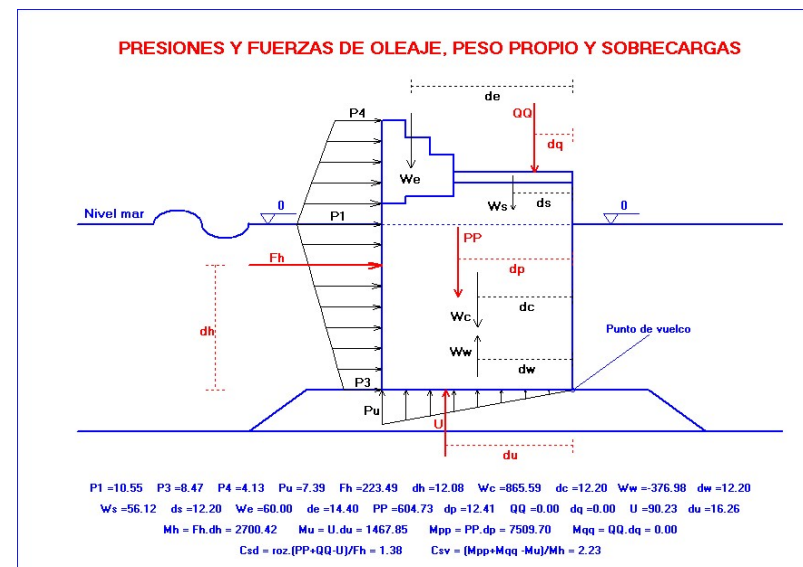 PRESIONES Y FUERZAS DE OLEAJE, PESO PROPIO Y SOBRECARGAS
de
P4
QQ
dq
We
Nivel mar
0
P1
Ws
ds
0
Fh
PP
dp
dc
dh
Wc
Punto de vuelco
Ww
dw
P3
Pu
U
du
P1 =10.55 P3 =8.47 P4 =4.13 Pu =7.39 Fh =223.49 dh =12.08 Wc =865.59 dc =12.20 Ww =-376.98 dw =12.20
Ws =56.12 ds =12.20 We =60.00 de =14.40 PP =604.73 dp =12.41 QQ =0.00 dq =0.00 U =90.23 du =16.26
Mh = Fh.dh = 2700.42 Mu = U.du = 1467.85 Mpp = PP.dp = 7509.70 Mqq = QQ.dq = 0.00
Csd = roz.(PP+QQ-U)/Fh = 1.38 Csv = (Mpp+Mqq -Mu)/Mh = 2.23